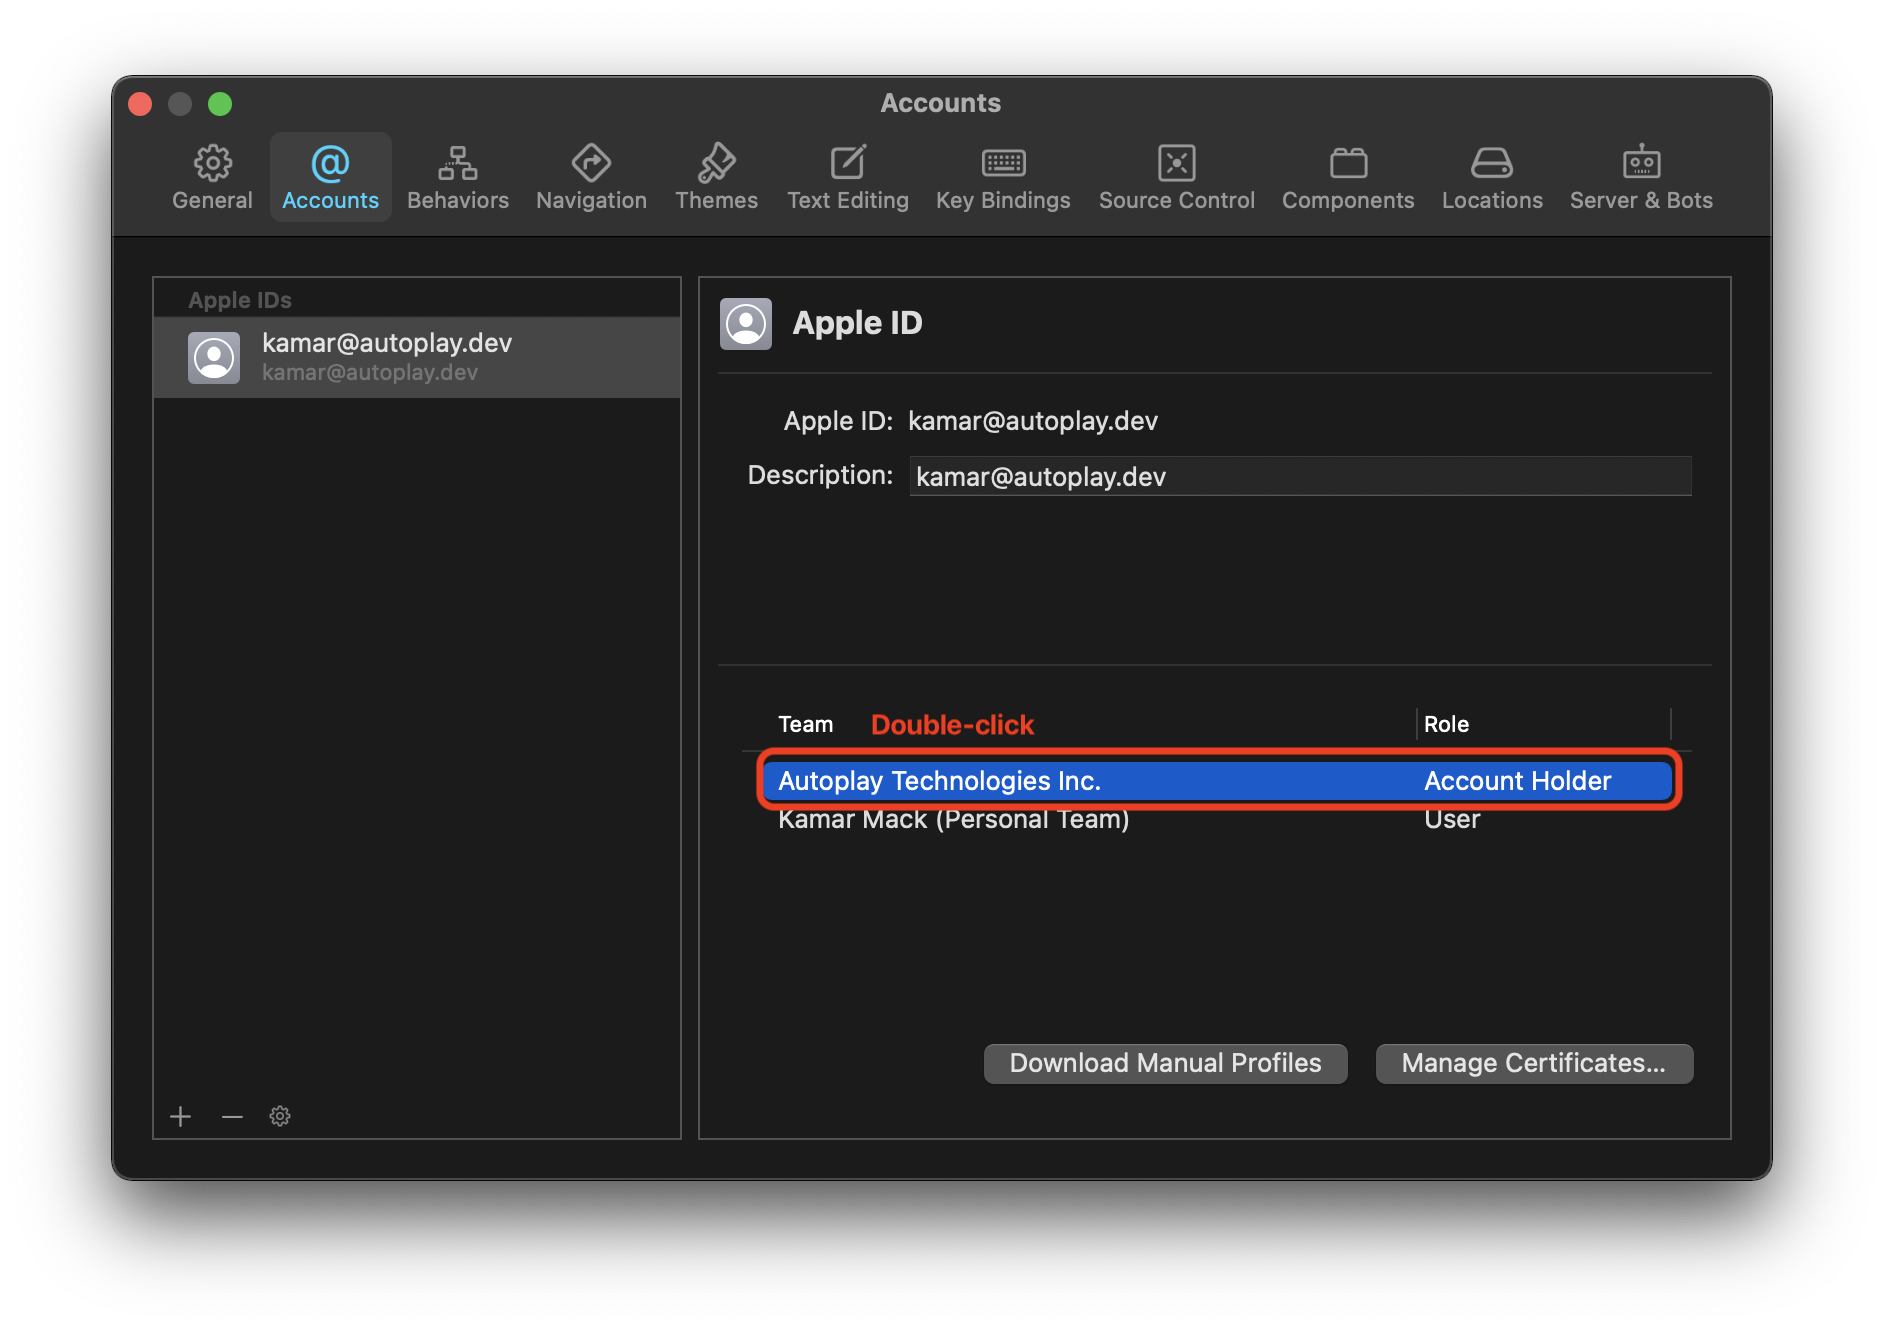 Accounts
General
Accounts
Behaviors
Navigation
Themes
Text Editing
Key Bindings
Source Control
Components
Locations
Server & Bots
Apple IDs
kamar@autoplay.dev
kamar@autoplay.dev
Apple ID
Apple ID: kamar@autoplay.dev
Description: kamar@autoplay.dev
Team Double-click Role
Autoplay Technologies Inc. Account Holder
Kamar Mack (Personal Team) User
Download Manual Profiles Manage Certificates...